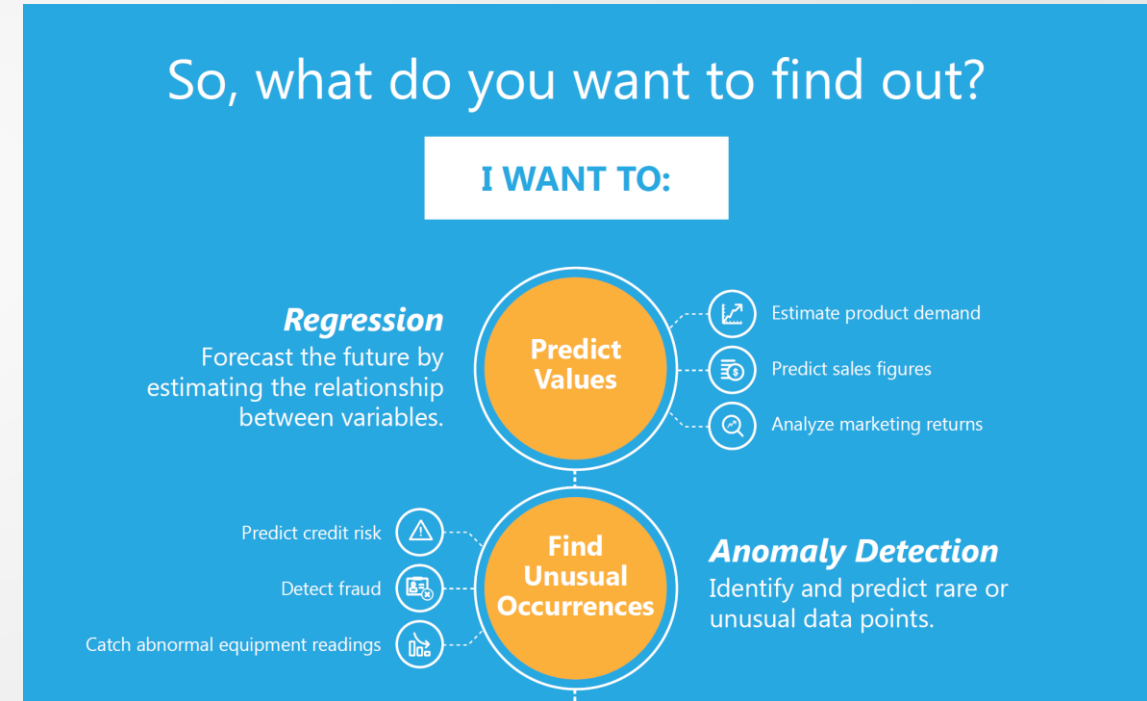 So, what do you want to find out?
I WANT TO:
Regression
Forecast the future by
estimating the relationship
between variables.
Predict
Values
Estimate product demand
Predict sales figures
Analyze marketing returns
Predict credit risk
Detect fraud
Catch abnormal equipment readings
Find
Unusual
Occurrences
Anomaly Detection
Identify and predict rare or
unusual data points.